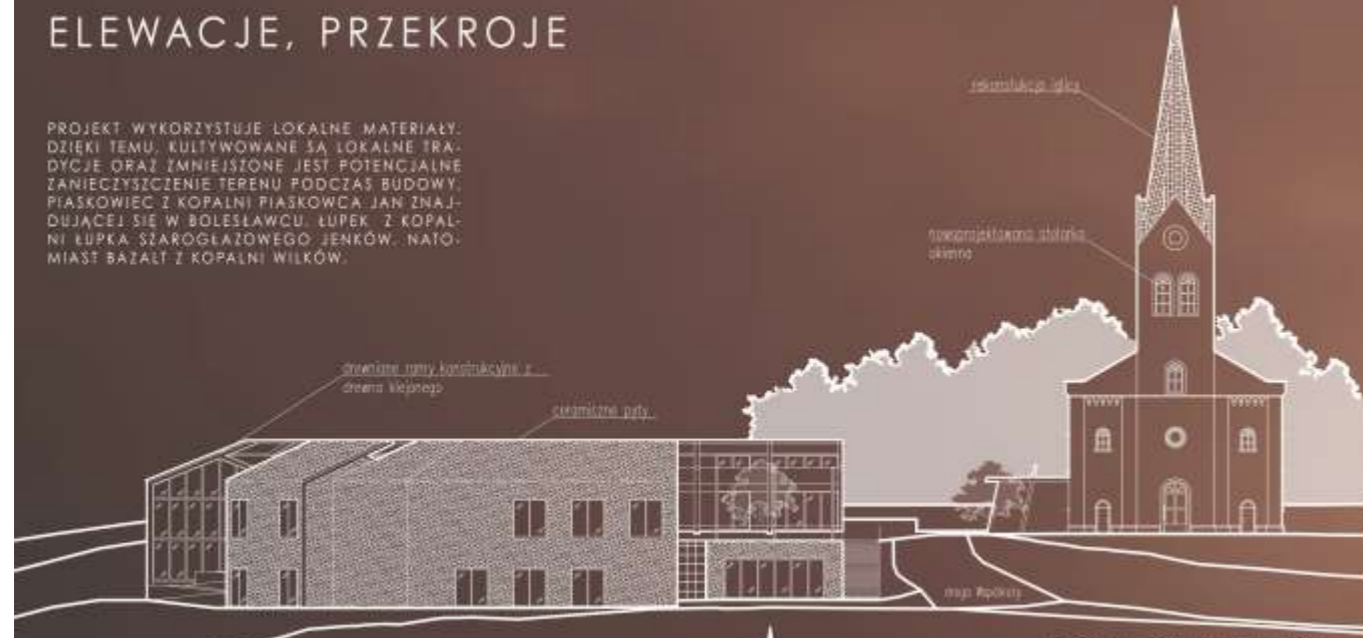 ELEWACJE, PRZEKROJE
PROJEKT WYKORZYSTUJE LOKALNE MATERIAŁY.
DZIĘKI TEMU, KULTYWOWANE SĄ LOKALNE TRA-
DYCJE ORAZ ZMNIEJSZONE JEST POTENCJALNE
ZANIECZYSZCZENIE TERENU PODCZAS BUDOWY.
PIASKOWIEC Z KOPALNI PIASKOWCA JAN ZNAJ-
DUJĄCEJ SIĘ W BOLESŁAWCU. ŁUPEK Z KOPAL-
NI ŁUPKA SZAROGŁAZOWEGO JENKÓW. NATO-
MIAST BAZALT Z KOPALNI WILKÓW.
rekonstukcja iglicy
nowoprojektowana stolarka
okienna
drewniane ramy konstrukcyjne z
drewna klejonego
ceramiczne
droga